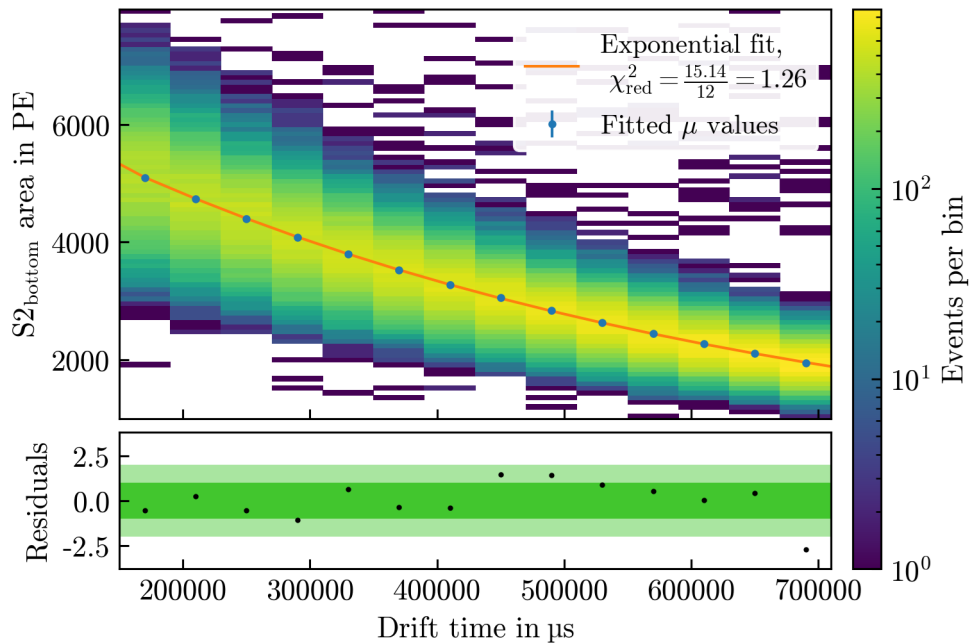 Exponential fit,
χ²_red = 15.14/12 = 1.26
Fitted μ values
S2_bottom area in PE
6000
4000
2000
Residuals
2.5
0.0
−2.5
200000 300000 400000 500000 600000 700000
Drift time in µs
10²
10¹
10⁰
Events per bin